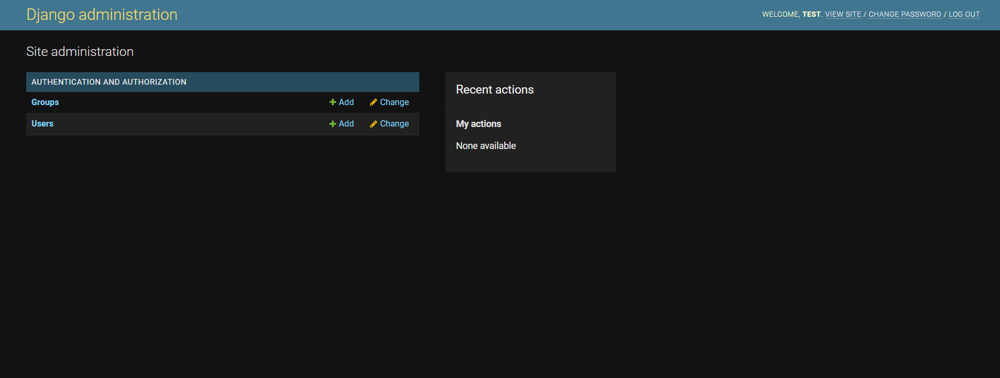 Django administration
WELCOME, TEST. VIEW SITE / CHANGE PASSWORD / LOG OUT
Site administration
AUTHENTICATION AND AUTHORIZATION
Groups Add Change
Users Add Change
Recent actions
My actions
None available